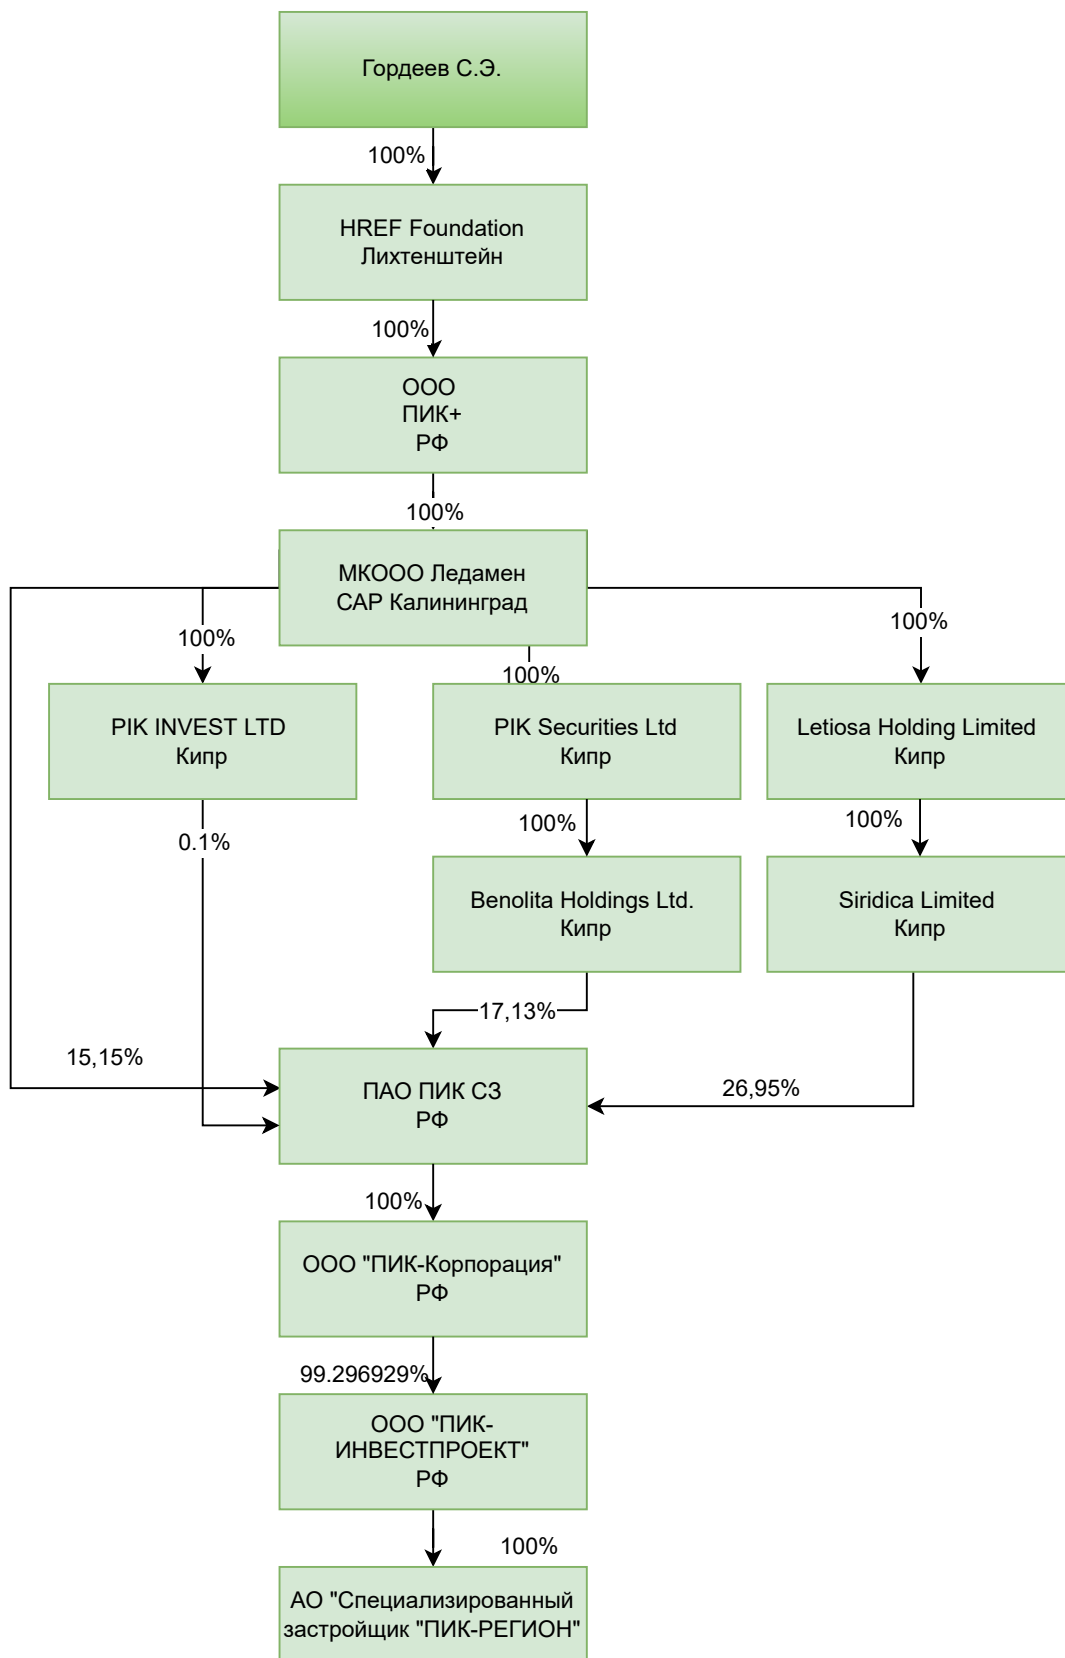 Гордеев С.Э.
100%
HREF Foundation
Лихтенштейн
100%
ООО
ПИК+
РФ
100%
МКООО Ледамен
САР Калининград
100%
100%
100%
PIK INVEST LTD
Кипр
PIK Securities Ltd
Кипр
Letiosa Holding Limited
Кипр
0.1%
100%
100%
Benolita Holdings Ltd.
Кипр
Siridica Limited
Кипр
17,13%
15,15%
26,95%
ПАО ПИК СЗ
РФ
100%
ООО "ПИК-Корпорация"
РФ
99.296929%
ООО "ПИК-
ИНВЕСТПРОЕКТ"
РФ
100%
АО "Специализированный
застройщик "ПИК-РЕГИОН"